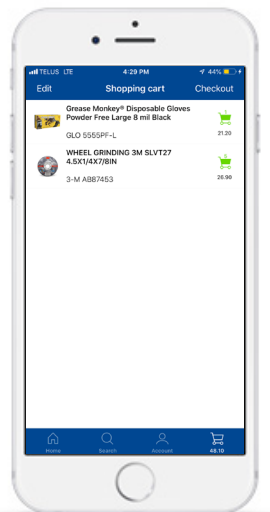 TELUS LTE 4:29 PM 44%
Edit Shopping cart Checkout
Grease Monkey® Disposable Gloves
Powder Free Large 8 mil Black
GLO 5555PF-L
21.20
WHEEL GRINDING 3M SLVT27
4.5X1/4X7/8IN
3-M AB87453
26.90
Home Search Account 48.10